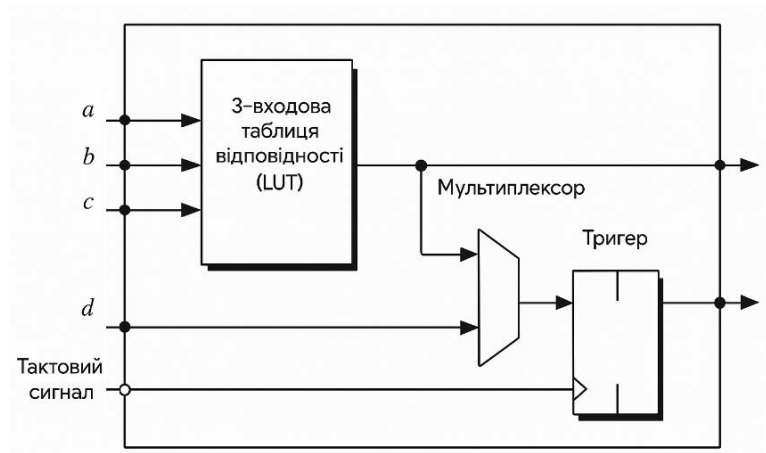 a
b
c
d
3-входова
таблиця
відповідності
(LUT)
Мультиплексор
Тригер
Тактовий
сигнал